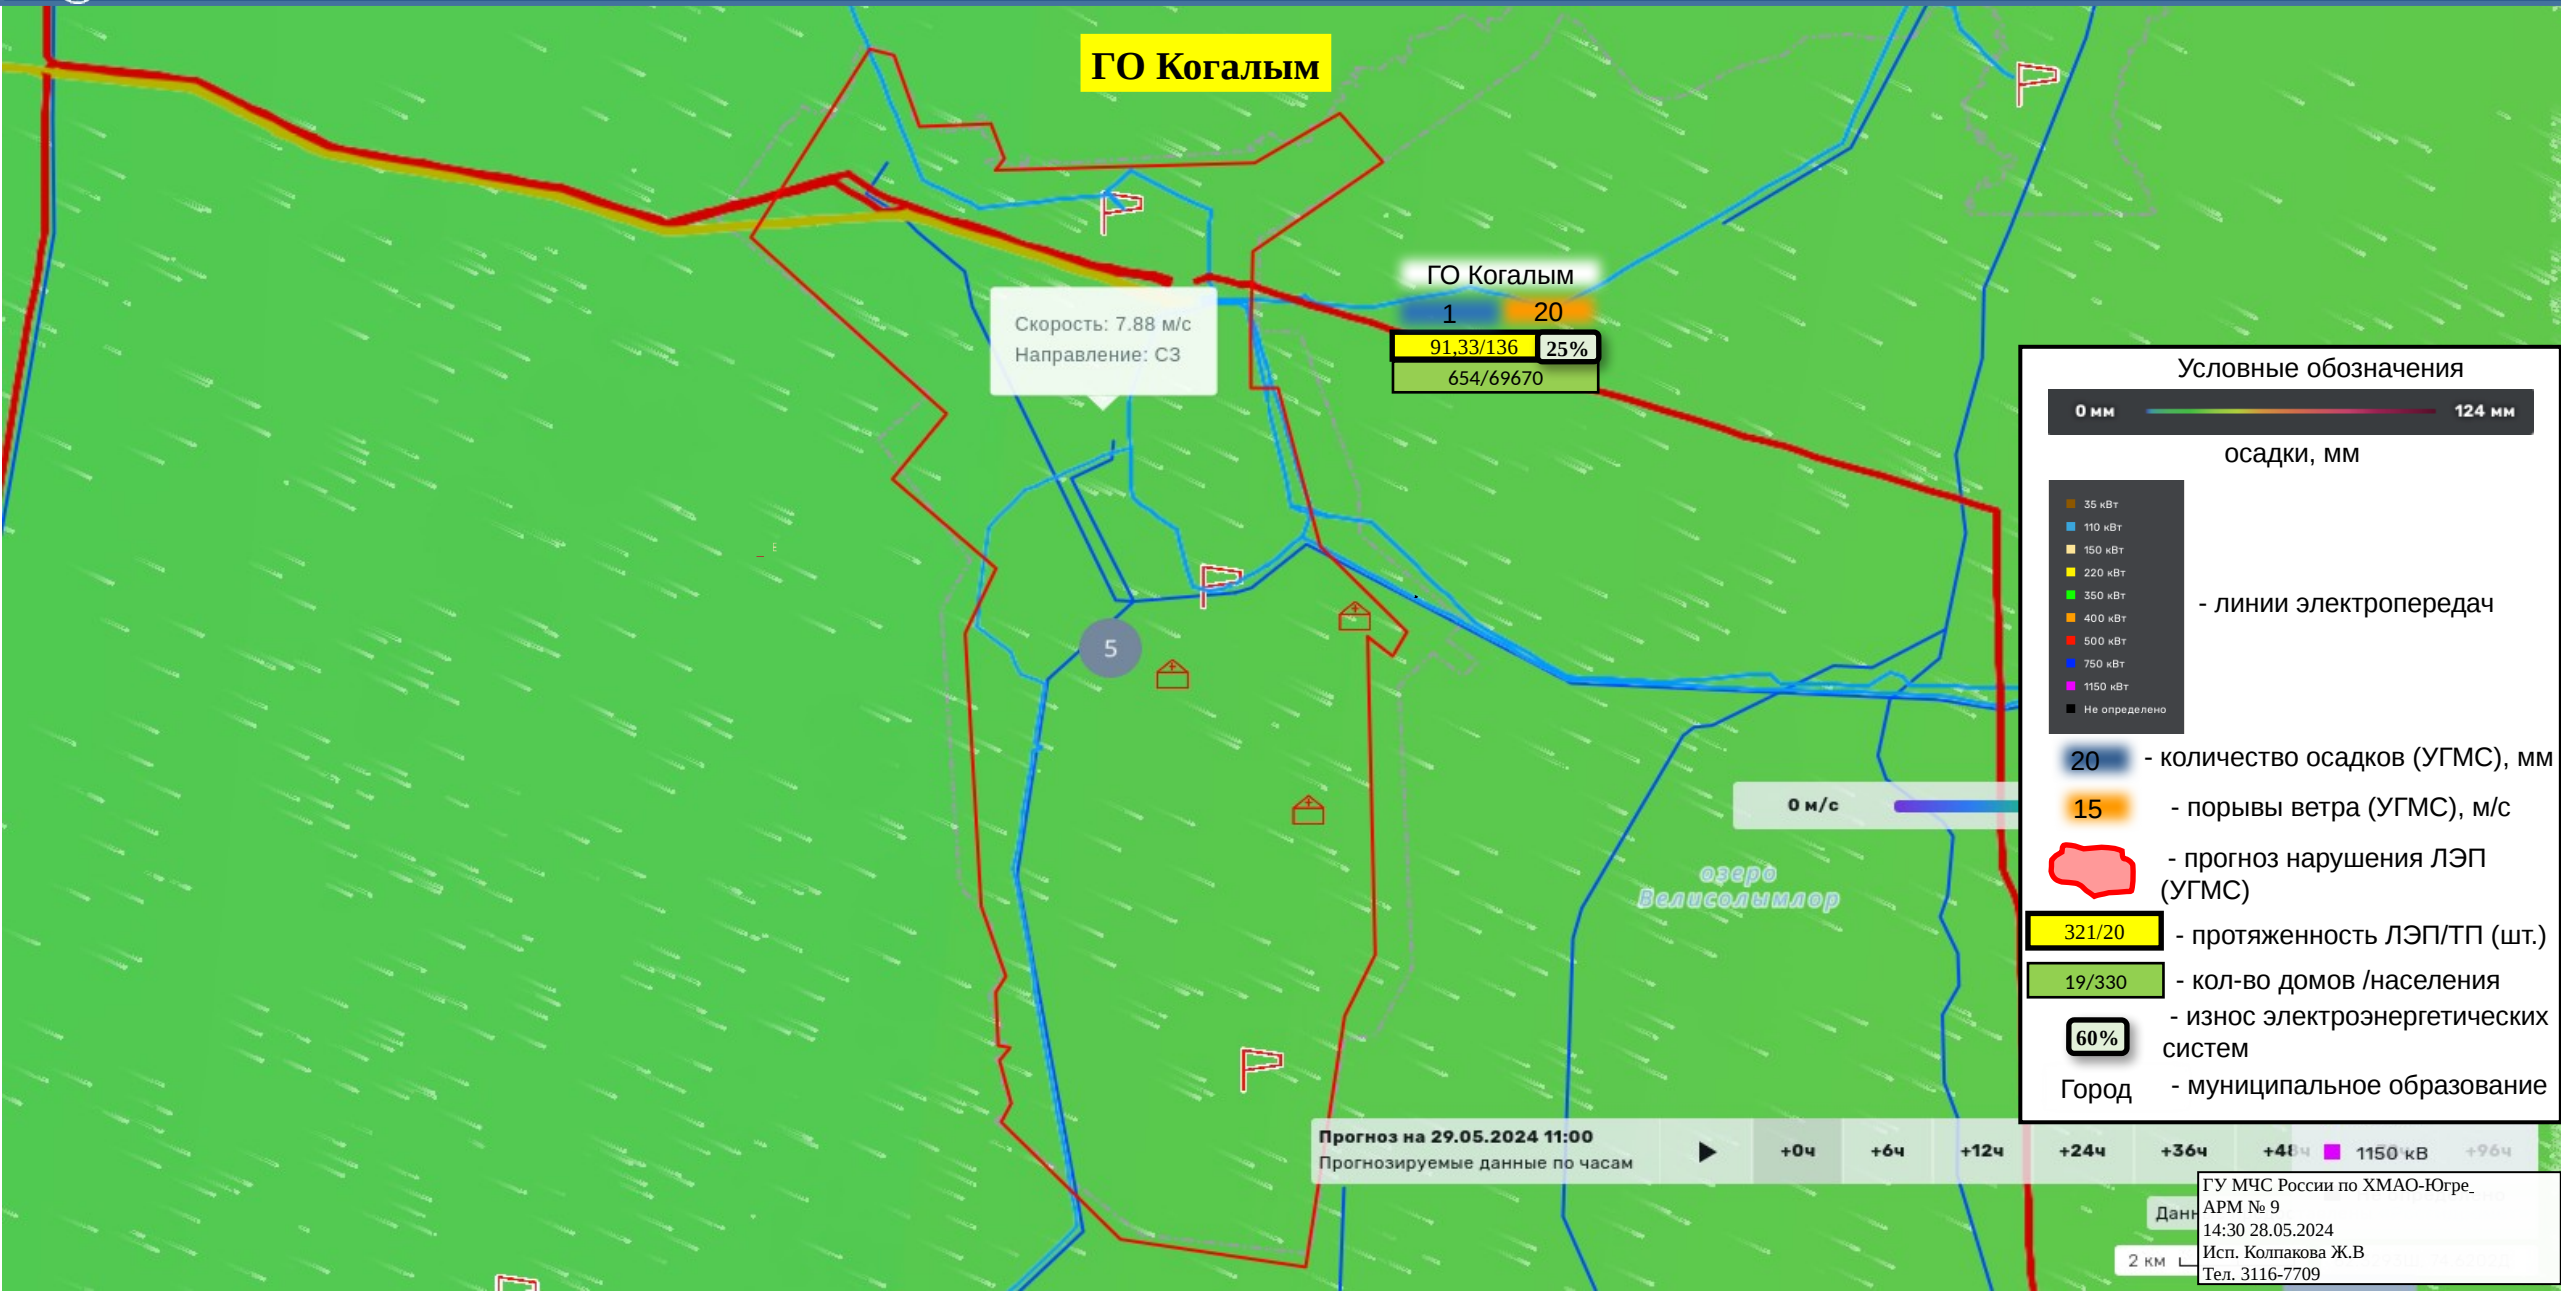 ГО Когалым
ГО Когалым
1
20
91,33/136
25%
654/69670
Скорость: 7.88 м/с
Направление: СЗ
5
озеро
Велисолымлор
0 м/с
Условные обозначения
0 мм
124 мм
осадки, мм
35 кВт
110 кВт
150 кВт
220 кВт
350 кВт
400 кВт
500 кВт
750 кВт
1150 кВт
Не определено
- линии электропередач
20 - количество осадков (УГМС), мм
15 - порывы ветра (УГМС), м/с
- прогноз нарушения ЛЭП
(УГМС)
321/20 - протяженность ЛЭП/ТП (шт.)
19/330 - кол-во домов /населения
- износ электроэнергетических
60% систем
Город - муниципальное образование
Прогноз на 29.05.2024 11:00
Прогнозируемые данные по часам
+0ч +6ч +12ч +24ч +36ч +48ч 1150 кВ +96ч
Данн
2 км
ГУ МЧС России по ХМАО-Югре
АРМ № 9
14:30 28.05.2024
Исп. Колпакова Ж.В
Тел. 3116-7709